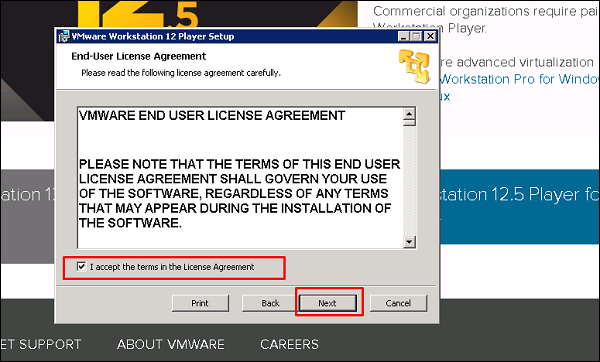 2.5
Commercial organizations require pai
Workstation Player.
re advanced virtualization
Workstation Pro for Window
ux
VMware Workstation 12 Player Setup
End-User License Agreement
Please read the following license agreement carefully.
VMWARE END USER LICENSE AGREEMENT
PLEASE NOTE THAT THE TERMS OF THIS END USER
LICENSE AGREEMENT SHALL GOVERN YOUR USE
OF THE SOFTWARE, REGARDLESS OF ANY TERMS
THAT MAY APPEAR DURING THE INSTALLATION OF
THE SOFTWARE.
ation 12
station 12.5 Player for
I accept the terms in the License Agreement
Print
Back
Next
Cancel
ET SUPPORT
ABOUT VMWARE
CAREERS